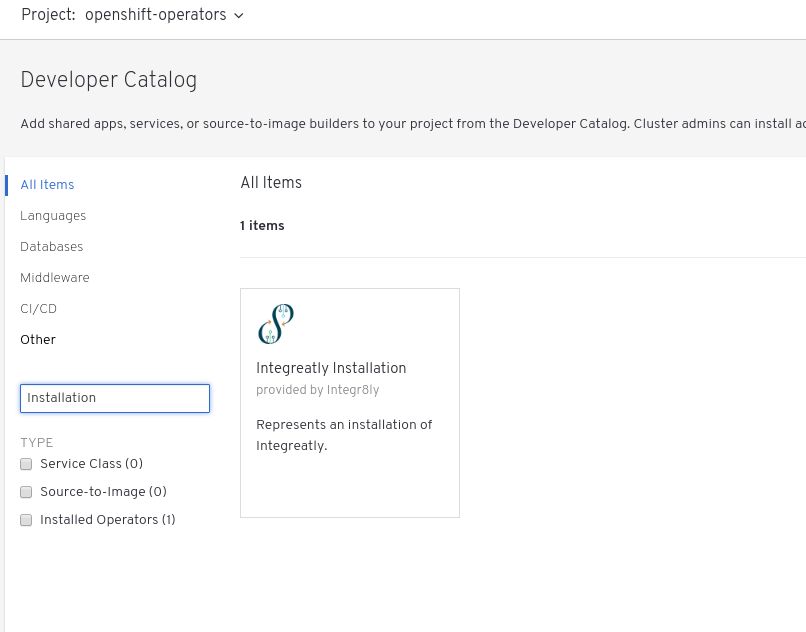 Project: openshift-operators
Developer Catalog
Add shared apps, services, or source-to-image builders to your project from the Developer Catalog. Cluster admins can install
All Items
Languages
Databases
Middleware
CI/CD
Other
Installation
TYPE
Service Class (0)
Source-to-Image (0)
Installed Operators (1)
All Items
1 items
Integreatly Installation
provided by Integr8ly
Represents an installation of
Integreatly.